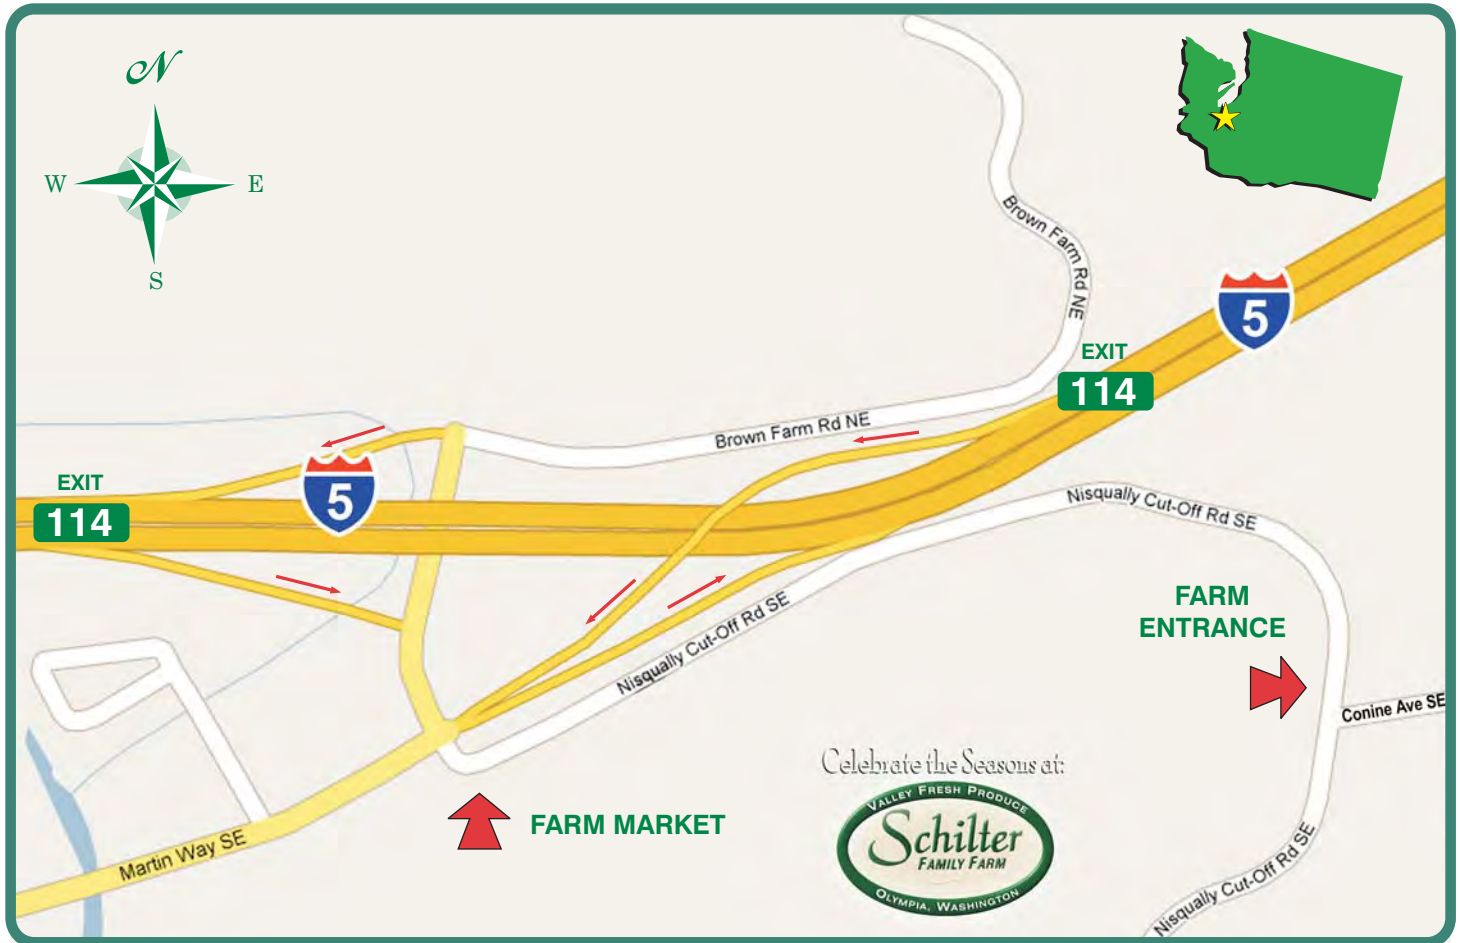 N
W
E
S
Brown Farm Rd NE
5
EXIT
114
Brown Farm Rd NE
EXIT
114
5
Nisqually Cut-Off Rd SE
FARM
ENTRANCE
Nisqually Cut-Off Rd SE
Conine Ave SE
Celebrate the Seasons at:
VALLEY FRESH PRODUCE
Schilter
FAMILY FARM
OLYMPIA, WASHINGTON
FARM MARKET
Martin Way SE
Nisqually Cut-Off Rd SE